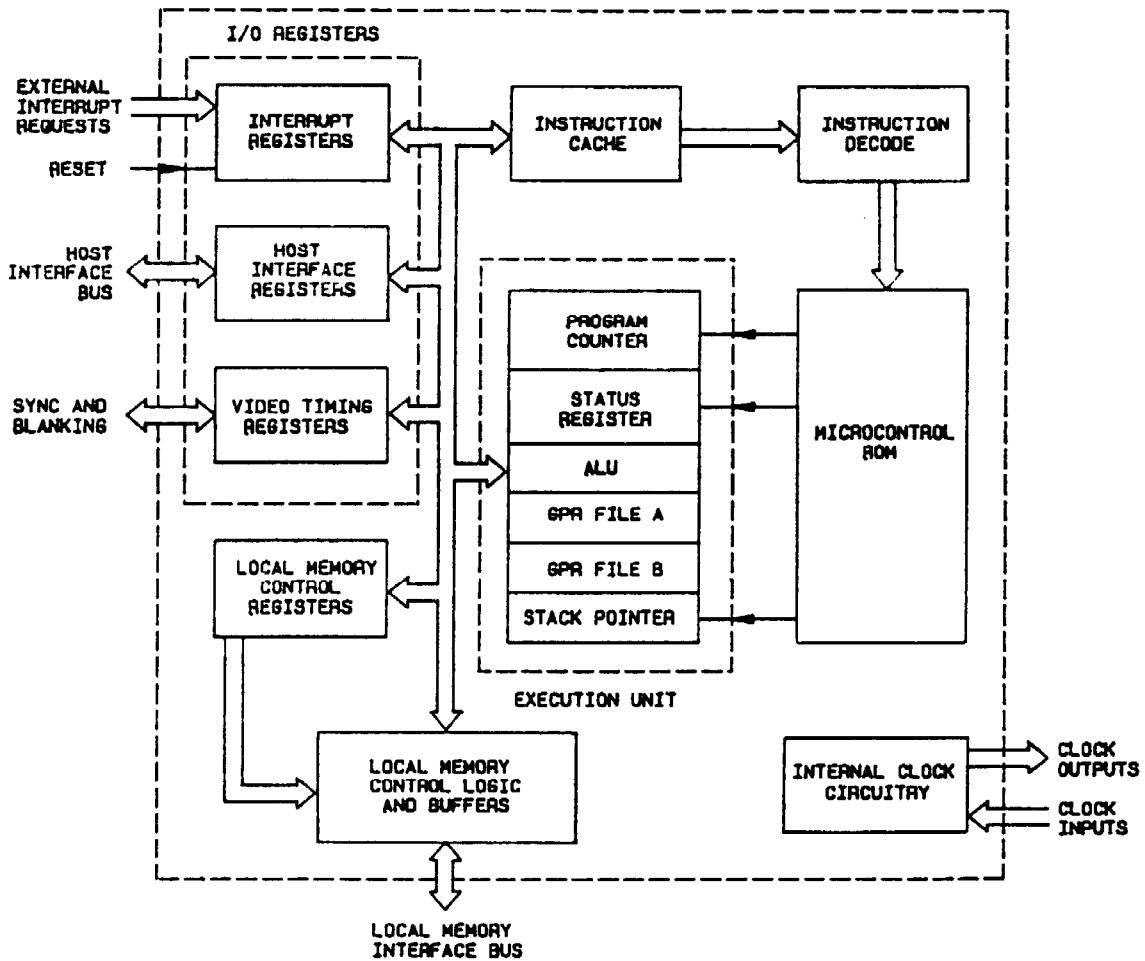 I/O REGISTERS
EXTERNAL
INTERRUPT
REQUESTS
RESET
INTERRUPT
REGISTERS
INSTRUCTION
CACHE
INSTRUCTION
DECODE
HOST
INTERFACE
BUS
HOST
INTERFACE
REGISTERS
SYNC AND
BLANKING
VIDEO TIMING
REGISTERS
PROGRAM
COUNTER
STATUS
REGISTER
ALU
GPR FILE A
GPR FILE B
STACK POINTER
EXECUTION UNIT
MICROCONTROL
ROM
LOCAL MEMORY
CONTROL
REGISTERS
LOCAL MEMORY
CONTROL LOGIC
AND BUFFERS
INTERNAL CLOCK
CIRCUITRY
CLOCK
OUTPUTS
CLOCK
INPUTS
LOCAL MEMORY
INTERFACE BUS